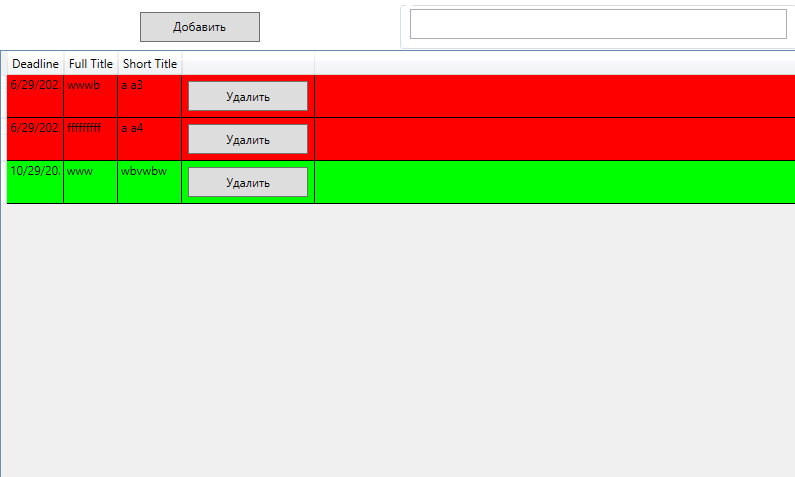 Добавить
Deadline Full Title Short Title
6/29/202 wwwb a a3 Удалить
6/29/202 fffffffff a a4 Удалить
10/29/20. www wbvwbw Удалить